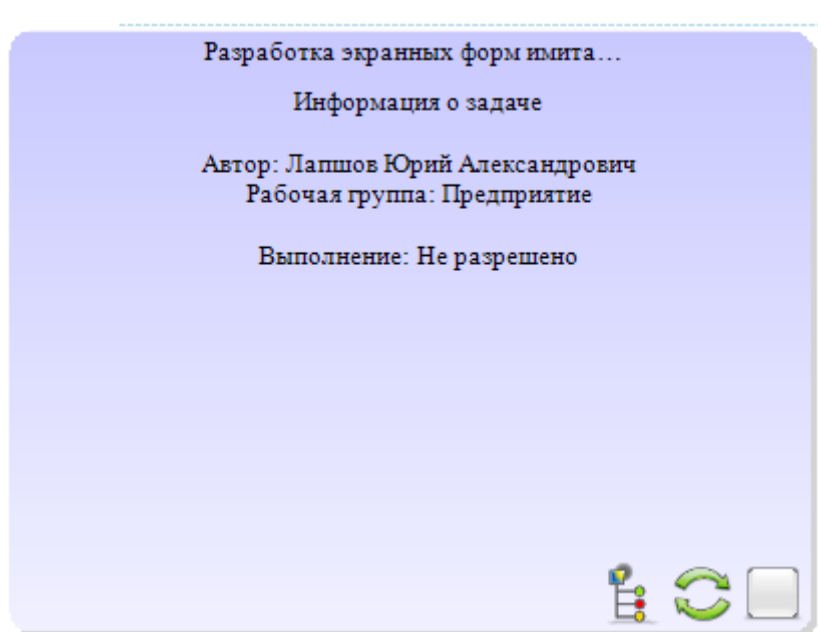 Разработка экранных форм имита...
Информация о задаче
Автор: Лапшов Юрий Александрович
Рабочая группа: Предприятие
Выполнение: Не разрешено